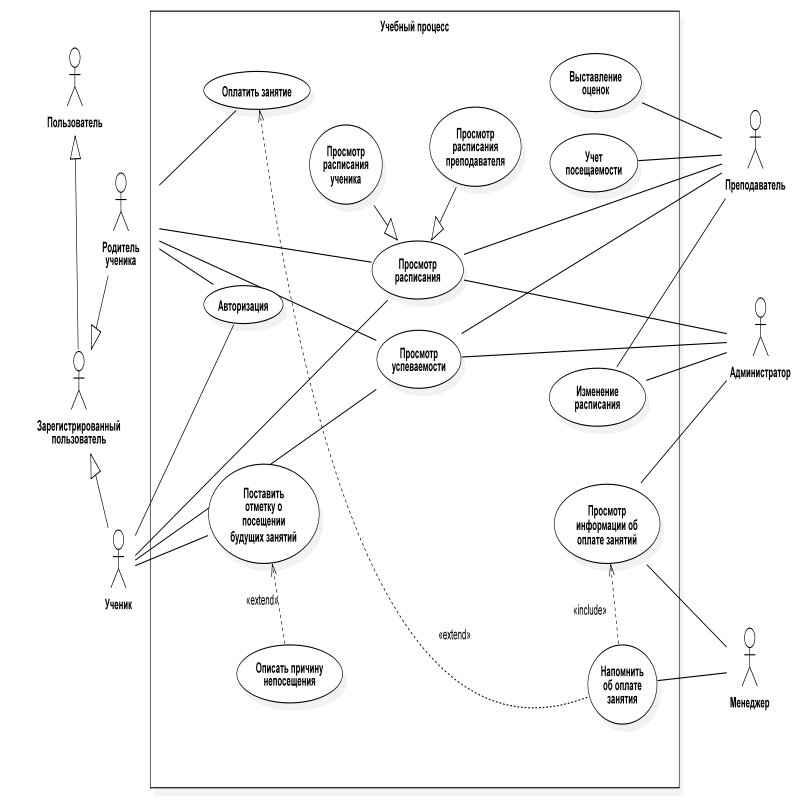 Учебный процесс
Пользователь
Оплатить занятие
Просмотр
расписания
ученика
Просмотр
расписания
преподавателя
Выставление
оценок
Учет
посещаемости
Преподаватель
Родитель
ученика
Авторизация
Просмотр
расписания
Просмотр
успеваемости
Изменение
расписания
Администратор
Зарегистрированный
пользователь
Поставить
отметку о
посещении
будущих занятий
Просмотр
информации об
оплате занятий
Ученик
«extend»
«extend»
«include»
Описать причину
непосещения
Напомнить
об оплате
занятия
Менеджер